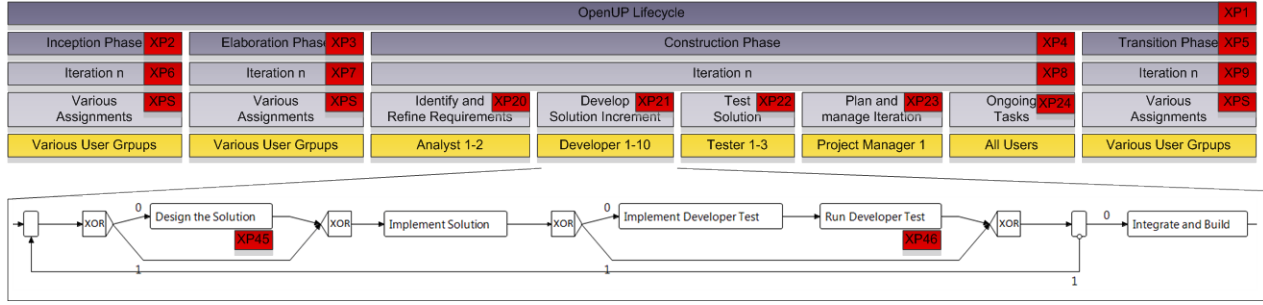 OpenUP Lifecycle XP1
Inception Phase XP2 Elaboration Phase XP3 Construction Phase XP4 Transition Phase XP5
Iteration n XP6 Iteration n XP7 Iteration n XP8 Iteration n XP9
Various Assignments XPS
Various Assignments XPS
Identify and Refine Requirements XP20
Develop Solution Increment XP21
Test Solution XP22
Plan and manage Iteration XP23
Ongoing Tasks XP24
Various Assignments XPS
Various User Grpups Various User Grpups Analyst 1-2 Developer 1-10 Tester 1-3 Project Manager 1 All Users Various User Grpups
XOR 0 Design the Solution XP45 1 XOR Implement Solution XOR 0 Implement Developer Test Run Developer Test XP46 1 XOR 0 1 Integrate and Build